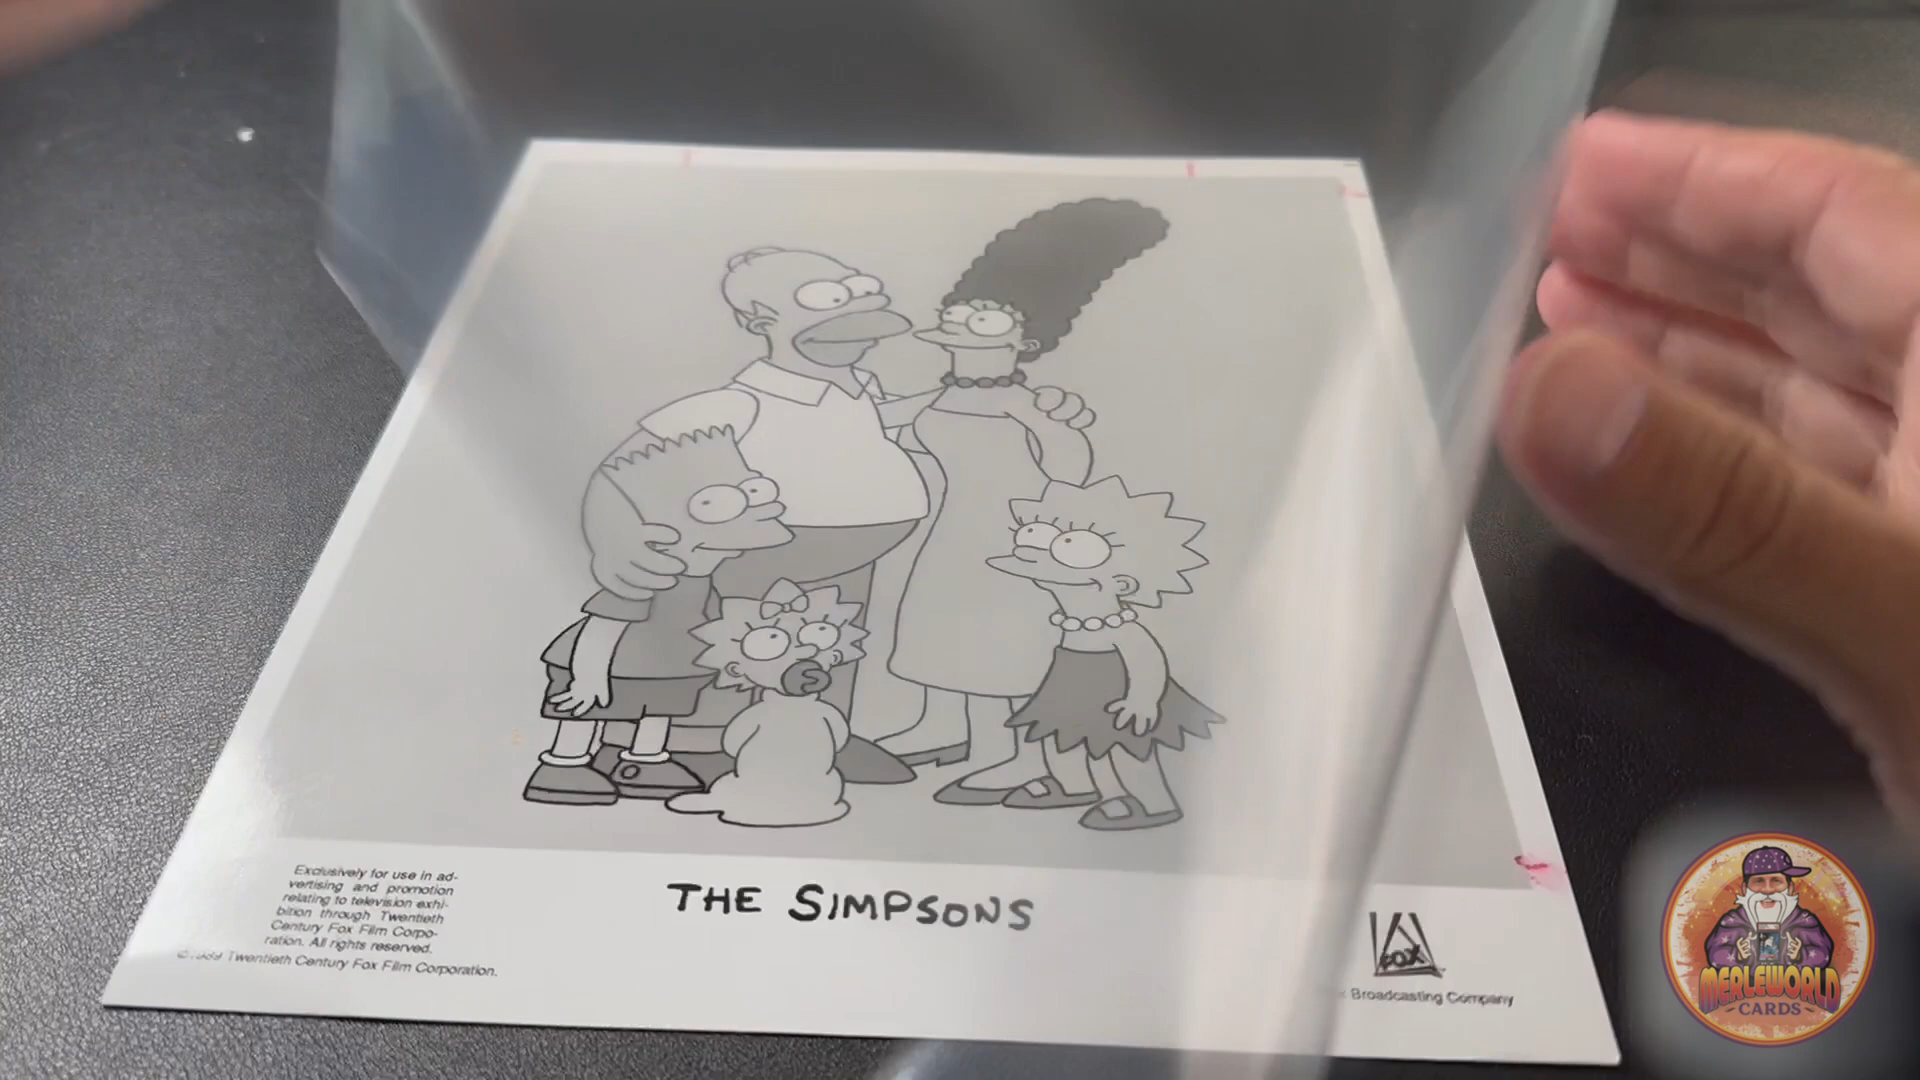 Exclusively for use in ad-
vertising and promotion
relating to television exhi-
bition through Twentieth
Century Fox Film Corpo-
ration. All rights reserved.
Twentieth Century Fox Film Corporation.
THE SIMPSONS
FOX
Broadcasting Company
MERLEWORLD
CARDS